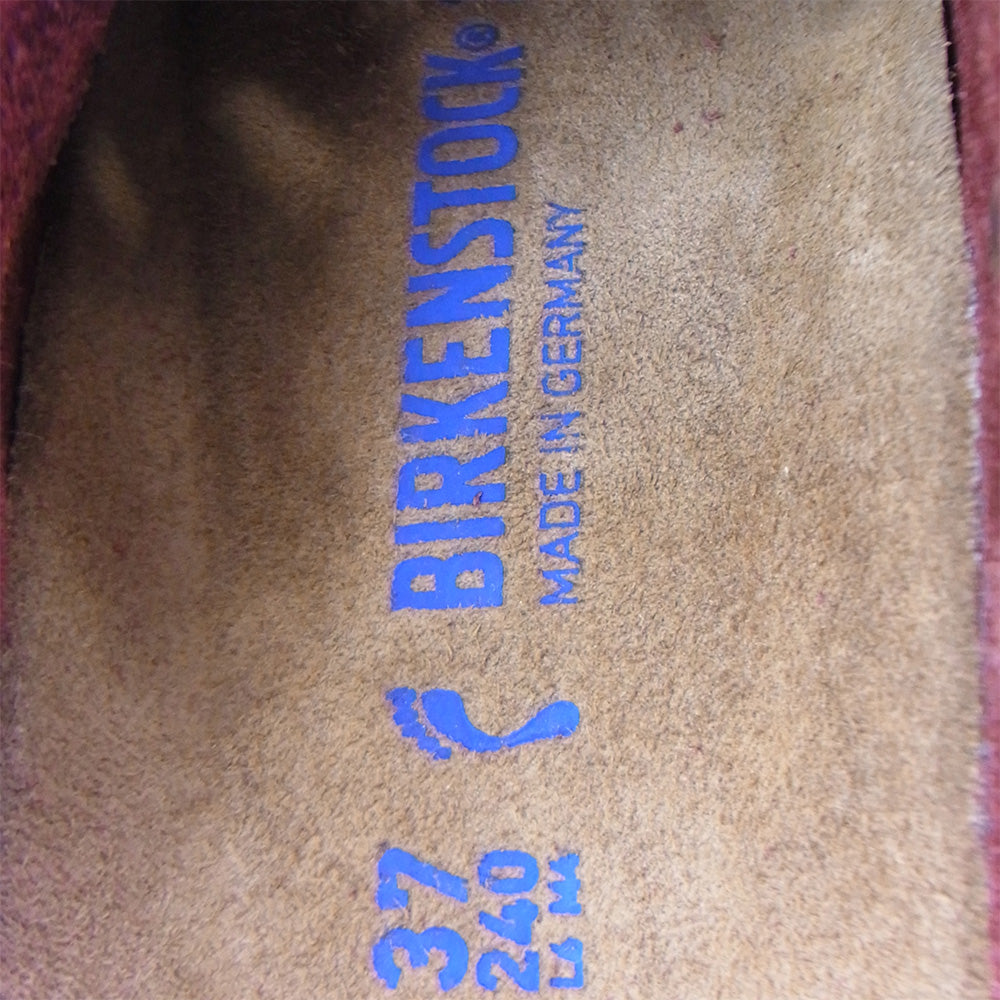 BIRKENSTOCK®
MADE IN GERMANY
37
240
L6 M4